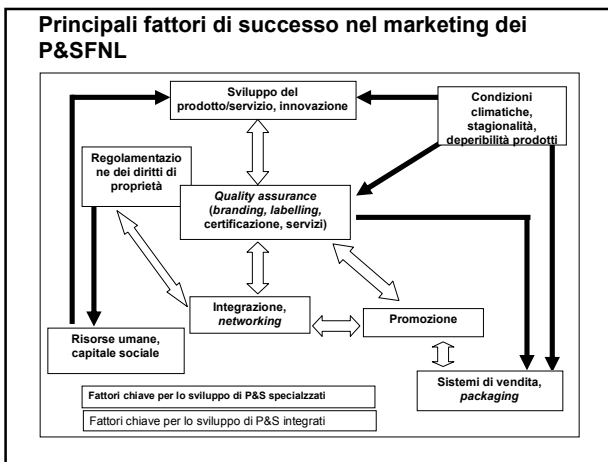 Principali fattori di successo nel marketing dei
P&SFNL
Sviluppo del
prodotto/servizio, innovazione
Condizioni
climatiche,
stagionalità,
deperibilità prodotti
Regolamentazio
ne dei diritti di
proprietà
Quality assurance
(branding, labelling,
certificazione, servizi)
Integrazione,
networking
Promozione
Risorse umane,
capitale sociale
Sistemi di vendita,
packaging
Fattori chiave per lo sviluppo di P&S specialzzati
Fattori chiave per lo sviluppo di P&S integrati